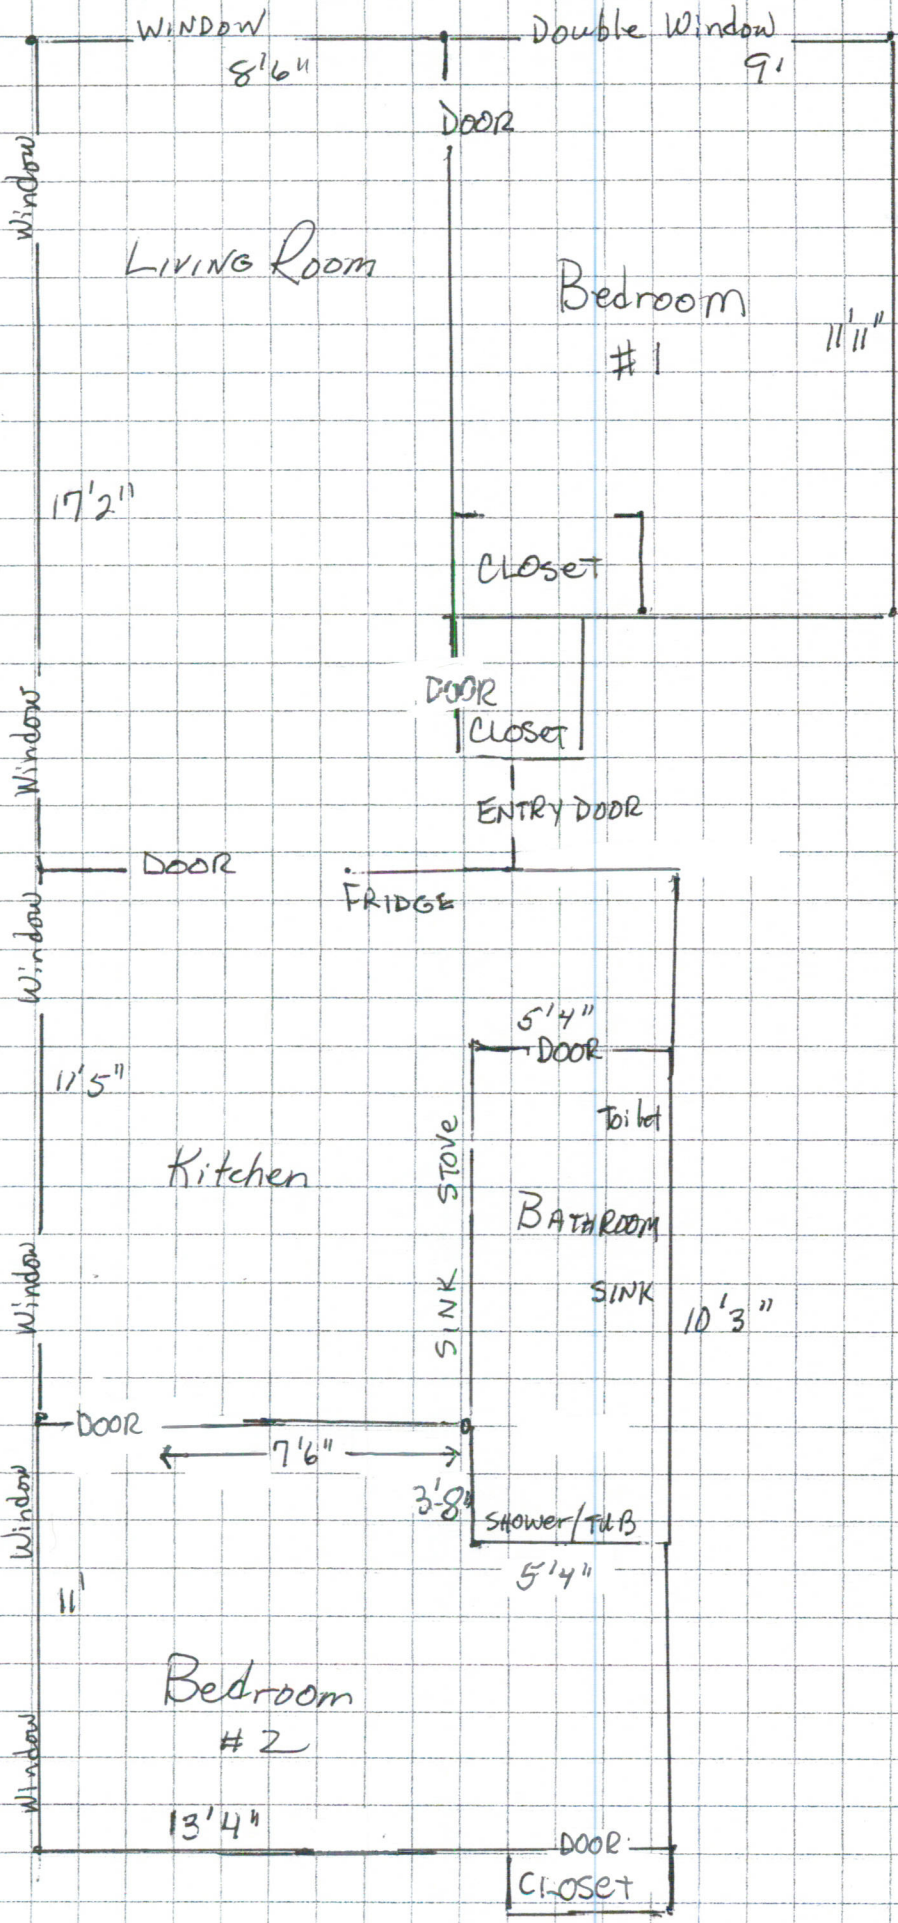 WINDOW
Double Window
8'6"
9'
DOOR
Window
LIVING ROOM
Bedroom
#1
11'11"
17'2"
CLOSET
DOOR
Window
CLOSET
ENTRY DOOR
DOOR
FRIDGE
Window
5'4"
DOOR
11'5"
Toilet
STOVE
Kitchen
BATHROOM
SINK
SINK
Window
10'3"
DOOR
7'6"
3'-8"
Window
SHOWER/TUB
5'4"
11'
Bedroom
#2
Window
13'4"
DOOR
CLOSET